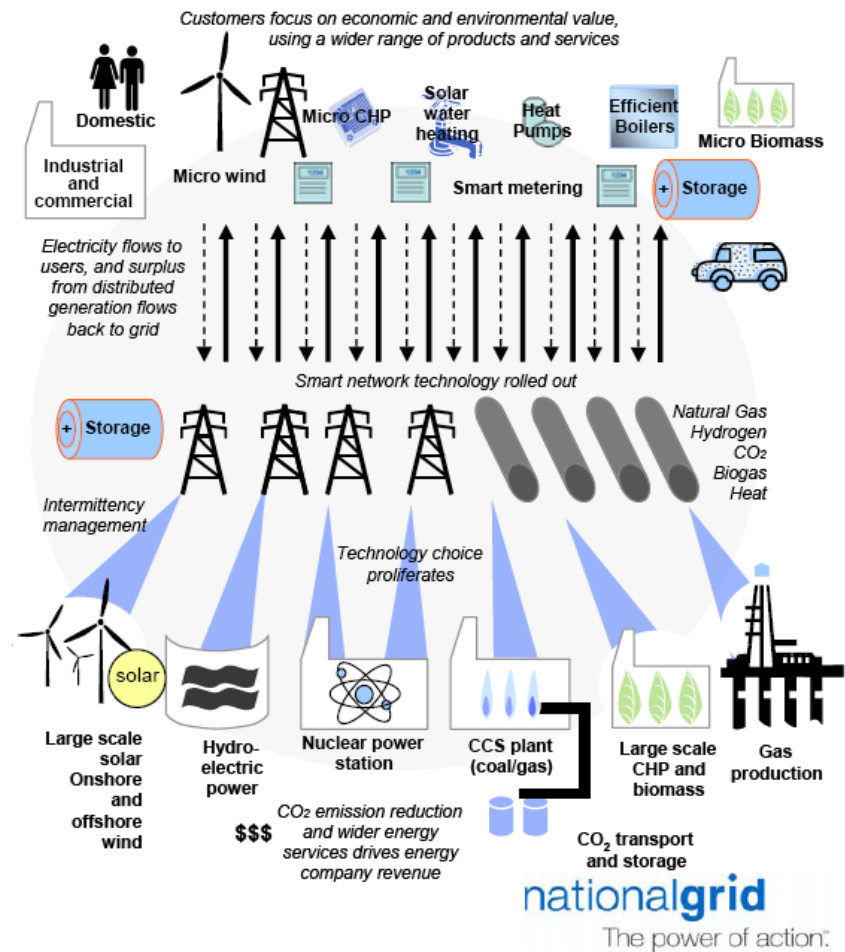 Customers focus on economic and environmental value,
using a wider range of products and services
Domestic
Industrial
and
commercial
Micro wind
Micro CHP
Solar
water
heating
Heat
Pumps
Efficient
Boilers
Micro Biomass
1234
1234
Smart metering
1234
+ Storage
Electricity flows to
users, and surplus
from distributed
generation flows
back to grid
Smart network technology rolled out
+ Storage
Natural Gas
Hydrogen
CO₂
Biogas
Heat
Intermittency
management
Technology choice
proliferates
solar
Large scale
solar
Onshore
and
offshore
wind
Hydro-
electric
power
Nuclear power
station
CCS plant
(coal/gas)
Large scale
CHP and
biomass
Gas
production
$$$
CO₂ emission reduction
and wider energy
services drives energy
company revenue
CO₂ transport
and storage
nationalgrid
The power of action.™